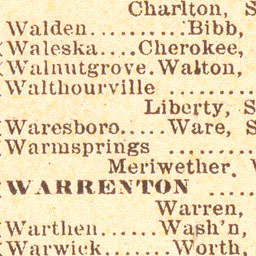 Charlton, S
Walden..........Bibb,
Waleska....Cherokee,
Walnutgrove.Walton,
Walthourville ........
Liberty, S
Waresboro.....Ware, S
Warmsprings ........
Meriwether, W
WARRENTON .....
Warren,
Warthen......Wash'n,
Warwick.......Worth,